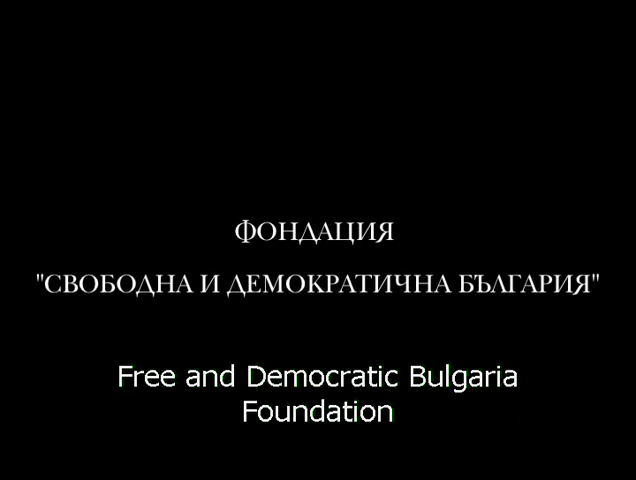 ФОНДАЦИЯ
"СВОБОДНА И ДЕМОКРАТИЧНА БЪЛГАРИЯ"
Free and Democratic Bulgaria
Foundation